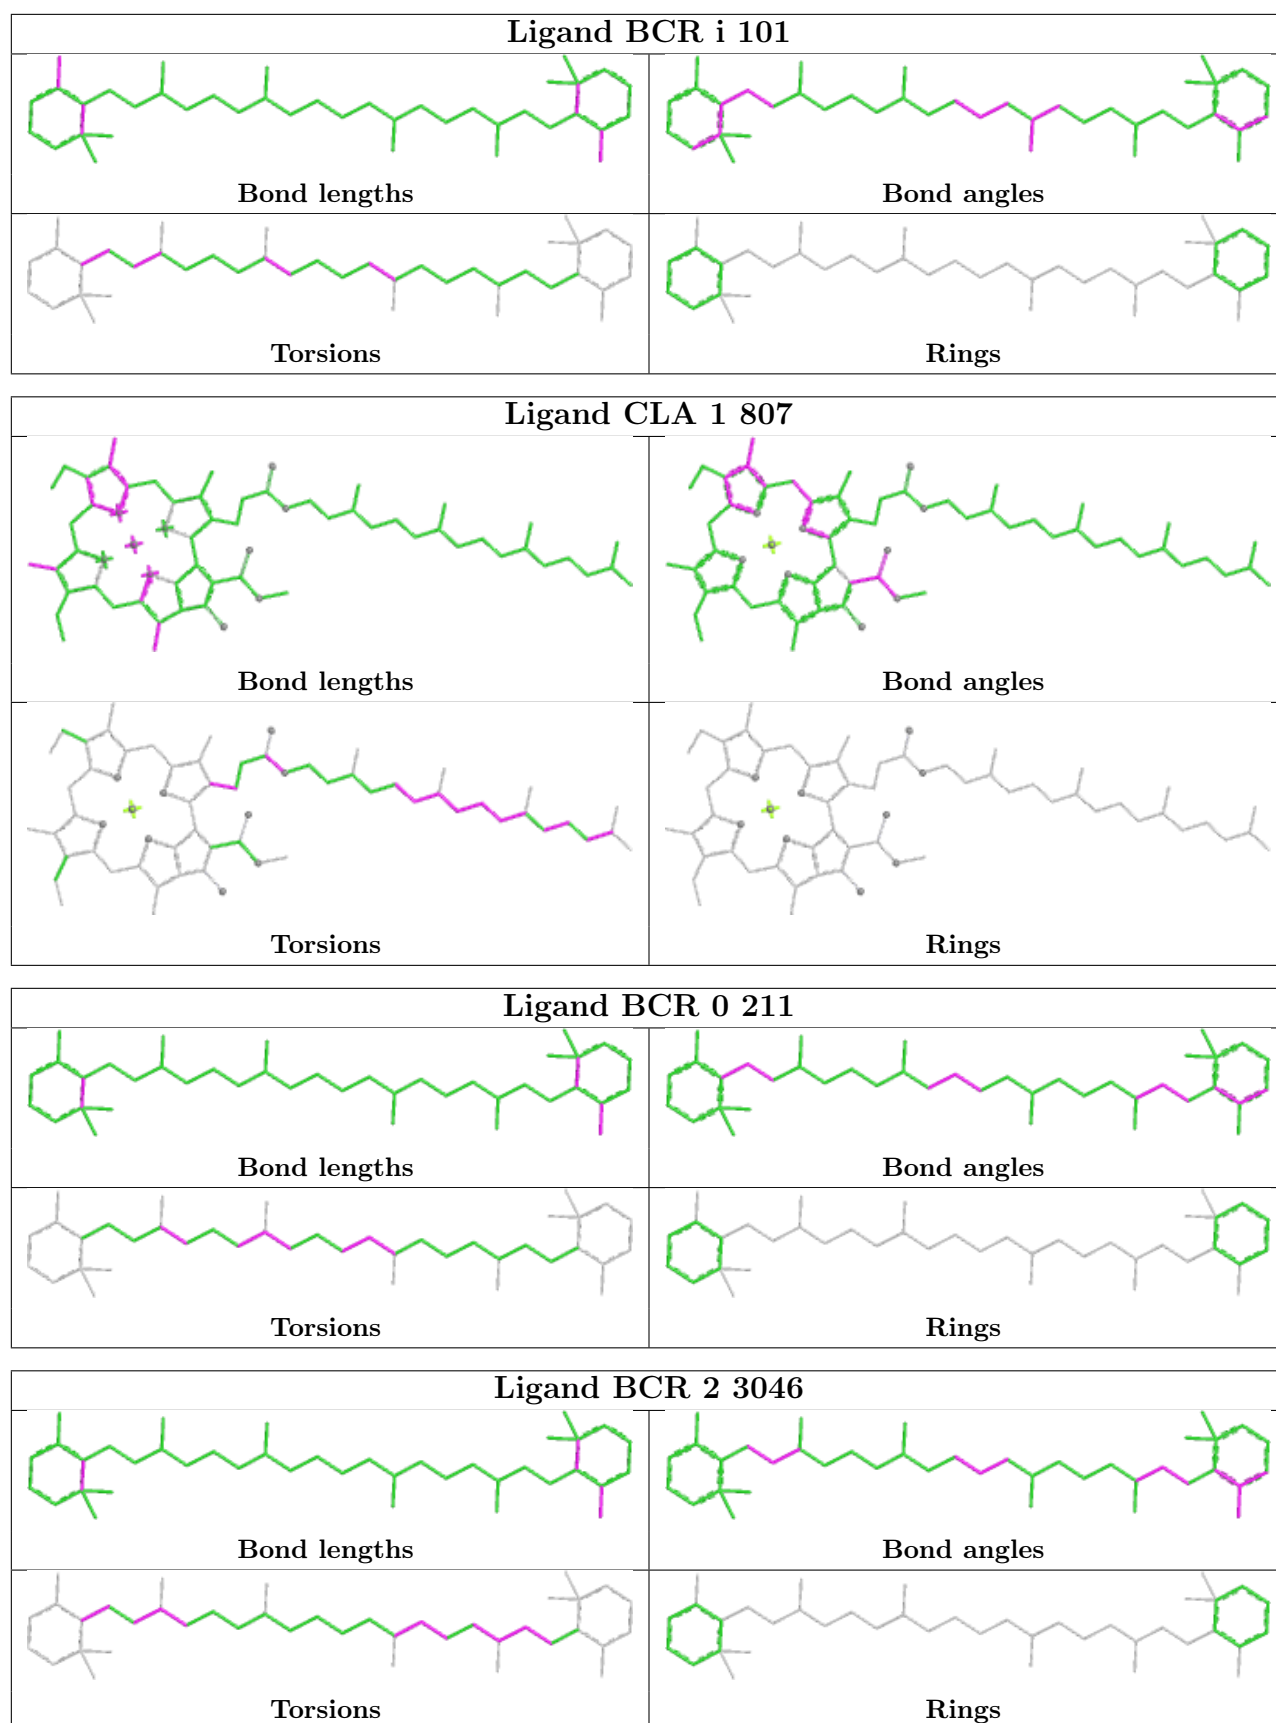 Ligand BCR i 101
Bond lengths
Bond angles
Torsions
Rings
Ligand CLA 1 807
Bond lengths
Bond angles
Torsions
Rings
Ligand BCR 0 211
Bond lengths
Bond angles
Torsions
Rings
Ligand BCR 2 3046
Bond lengths
Bond angles
Torsions
Rings